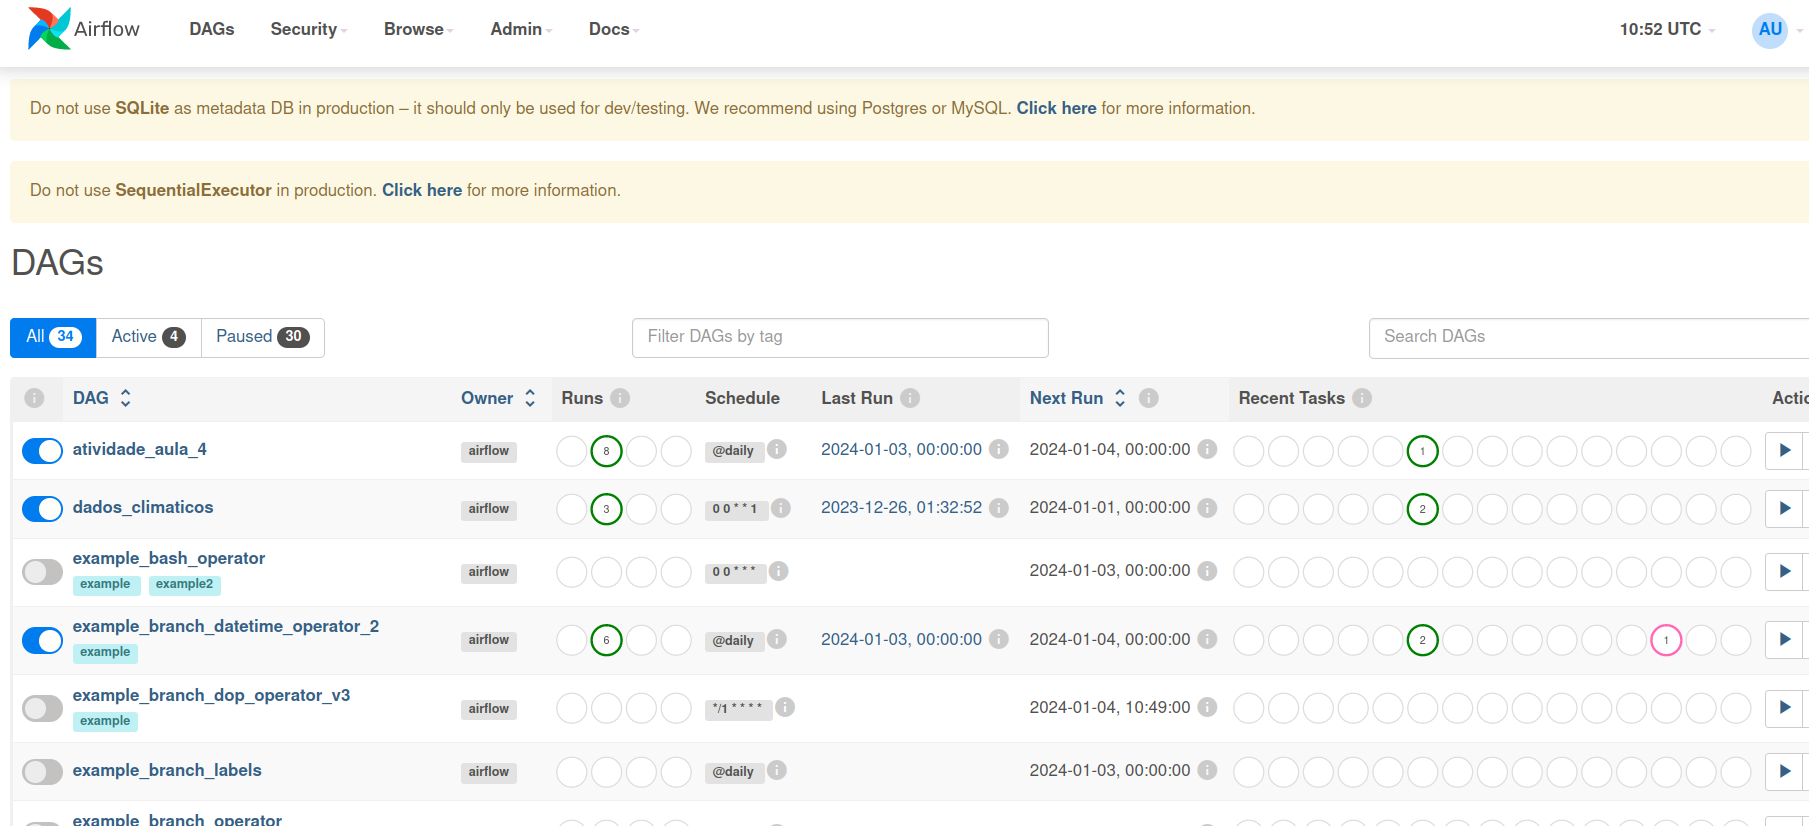 Airflow DAGs Security Browse Admin Docs 10:52 UTC AU
Do not use SQLite as metadata DB in production – it should only be used for dev/testing. We recommend using Postgres or MySQL. Click here for more information.
Do not use SequentialExecutor in production. Click here for more information.
DAGs
All 34 Active 4 Paused 30 Filter DAGs by tag Search DAGs
DAG Owner Runs Schedule Last Run Next Run Recent Tasks
atividade_aula_4 airflow 8 @daily 2024-01-03, 00:00:00 2024-01-04, 00:00:00 1
dados_climaticos airflow 3 0 0 * * 1 2023-12-26, 01:32:52 2024-01-01, 00:00:00 2
example_bash_operator airflow 0 0 * * * 2024-01-03, 00:00:00
example example2
example_branch_datetime_operator_2 airflow 6 @daily 2024-01-03, 00:00:00 2024-01-04, 00:00:00 2 1
example
example_branch_dop_operator_v3 airflow */1 * * * * 2024-01-04, 10:49:00
example
example_branch_labels airflow @daily 2024-01-03, 00:00:00
example_branch_operator